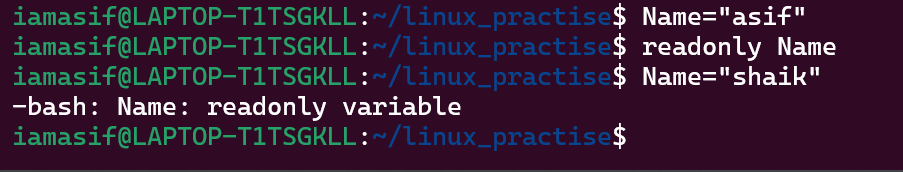 iamasif@LAPTOP-T1TSGKLL:~/linux_practise$ Name="asif"
iamasif@LAPTOP-T1TSGKLL:~/linux_practise$ readonly Name
iamasif@LAPTOP-T1TSGKLL:~/linux_practise$ Name="shaik"
-bash: Name: readonly variable
iamasif@LAPTOP-T1TSGKLL:~/linux_practise$